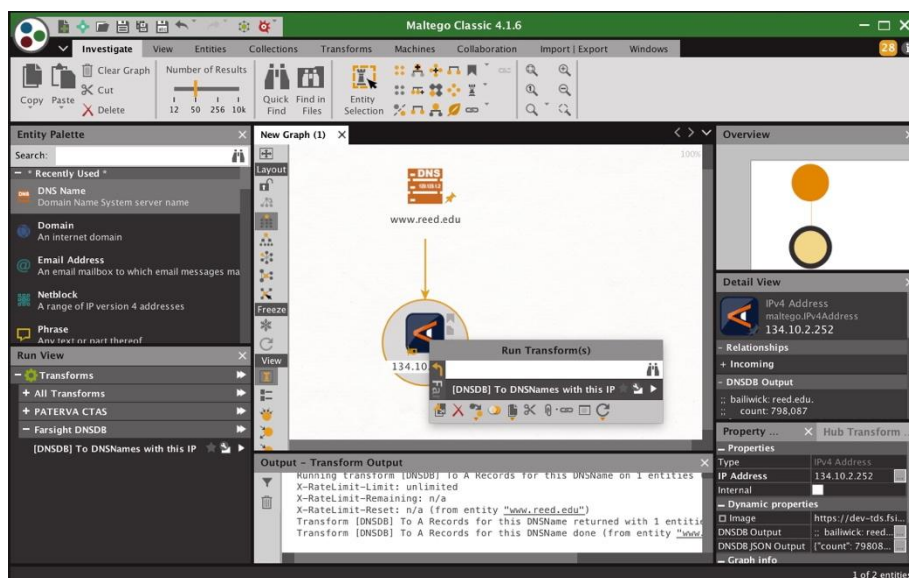 Maltego Classic 4.1.6
Investigate View Entities Collections Transforms Machines Collaboration Import | Export Windows
28
Copy Paste
Clear Graph
Cut
Delete
Number of Results
12 50 256 10k
Quick Find
Find in Files
Entity Selection
Entity Palette
Search:
* Recently Used *
DNS Name
Domain Name System server name
Domain
An internet domain
Email Address
An email mailbox to which email messages ma
Netblock
A range of IP version 4 addresses
Phrase
Any text or part thereof
Run View
Transforms
+ All Transforms
+ PATERVA CTAS
− Farsight DNSDB
[DNSDB] To DNSNames with this IP
New Graph (1)
Layout
Freeze
View
100%
DNS
www.reed.edu
134.10.
Run Transform(s)
Fa
[DNSDB] To DNSNames with this IP
Output - Transform Output
Running transform [DNSDB] To A Records for this DNSName on 1 entities
X-RateLimit-Limit: unlimited
X-RateLimit-Remaining: n/a
X-RateLimit-Reset: n/a (from entity "www.reed.edu")
Transform [DNSDB] To A Records for this DNSName returned with 1 entitie
Transform [DNSDB] To A Records for this DNSName done (from entity "www.
Overview
Detail View
IPv4 Address
maltego.IPv4Address
134.10.2.252
- Relationships
+ Incoming
- DNSDB Output
;; bailiwick: reed.edu.
;; count: 798,087
Property ... Hub Transform ...
- Properties
Type IPv4 Address
IP Address 134.10.2.252
Internal
- Dynamic properties
Image https://dev-tds.fsi...
DNSDB Output ;; bailiwick: reed...
DNSDB JSON Output {"count": 79808...
- Graph info
1 of 2 entities